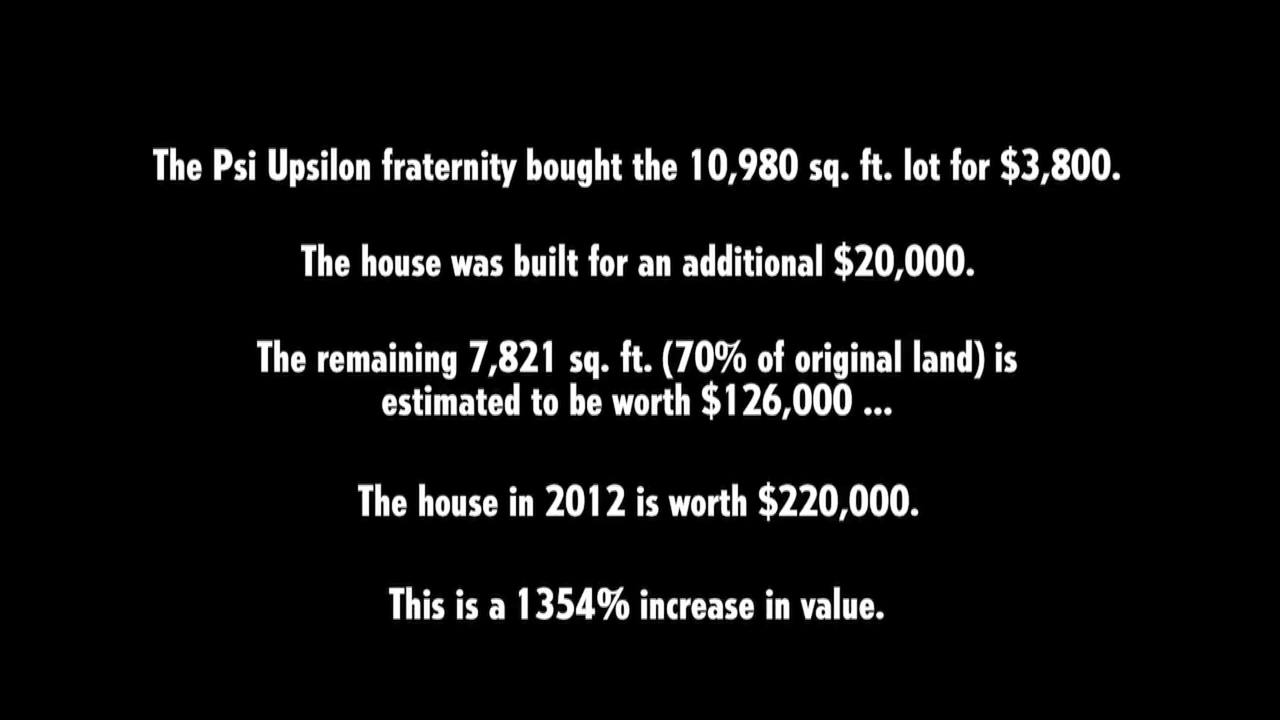 The Psi Upsilon fraternity bought the 10,980 sq. ft. lot for $3,800.
The house was built for an additional $20,000.
The remaining 7,821 sq. ft. (70% of original land) is
estimated to be worth $126,000 ...
The house in 2012 is worth $220,000.
This is a 1354% increase in value.